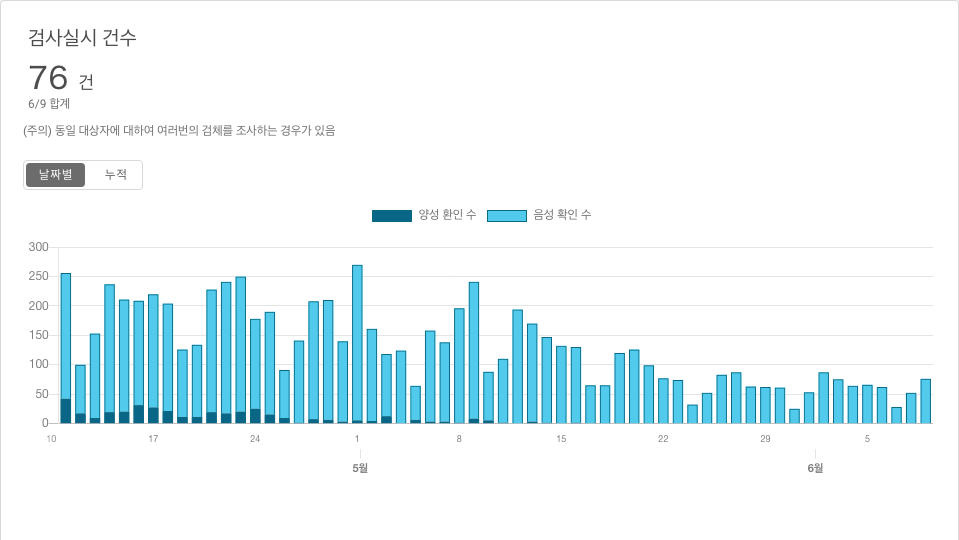 검사실시 건수
76 건
6/9 합계
(주의) 동일 대상자에 대하여 여러번의 검체를 조사하는 경우가 있음
날짜별 누적
양성 환인 수 음성 확인 수
300
250
200
150
100
50
0
10 17 24 1 8 15 22 29 5
5월 6월